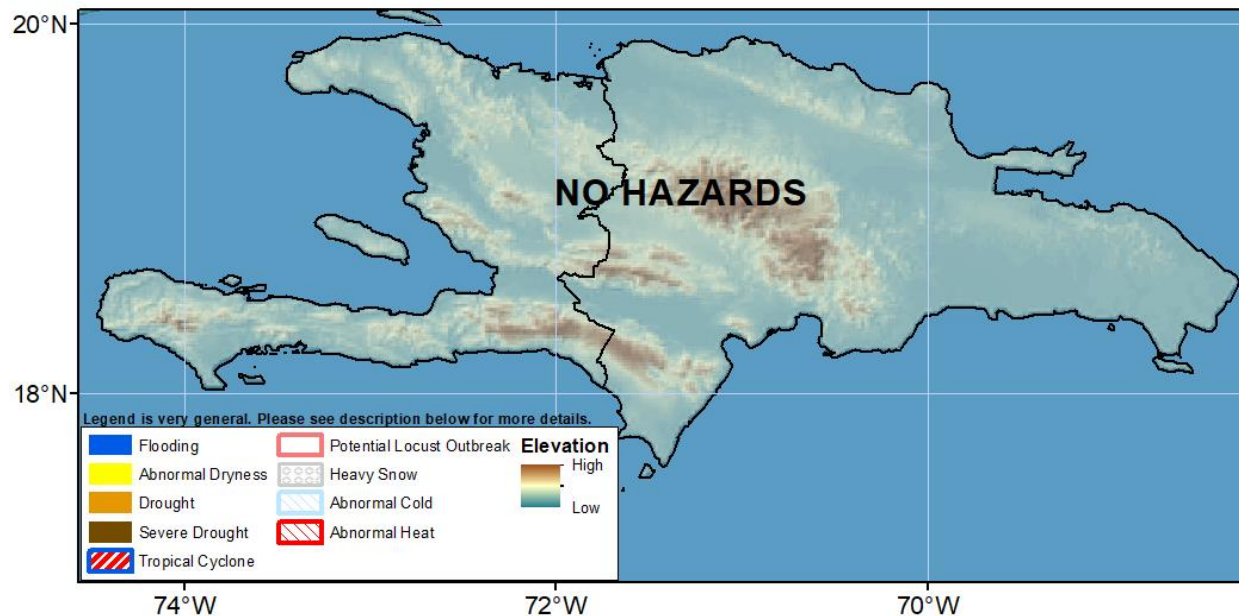 20°N
NO HAZARDS
18°N
Legend is very general. Please see description below for more details.
Flooding
Abnormal Dryness
Drought
Severe Drought
Tropical Cyclone
Potential Locust Outbreak
Heavy Snow
Abnormal Cold
Abnormal Heat
Elevation
High
Low
74°W
72°W
70°W